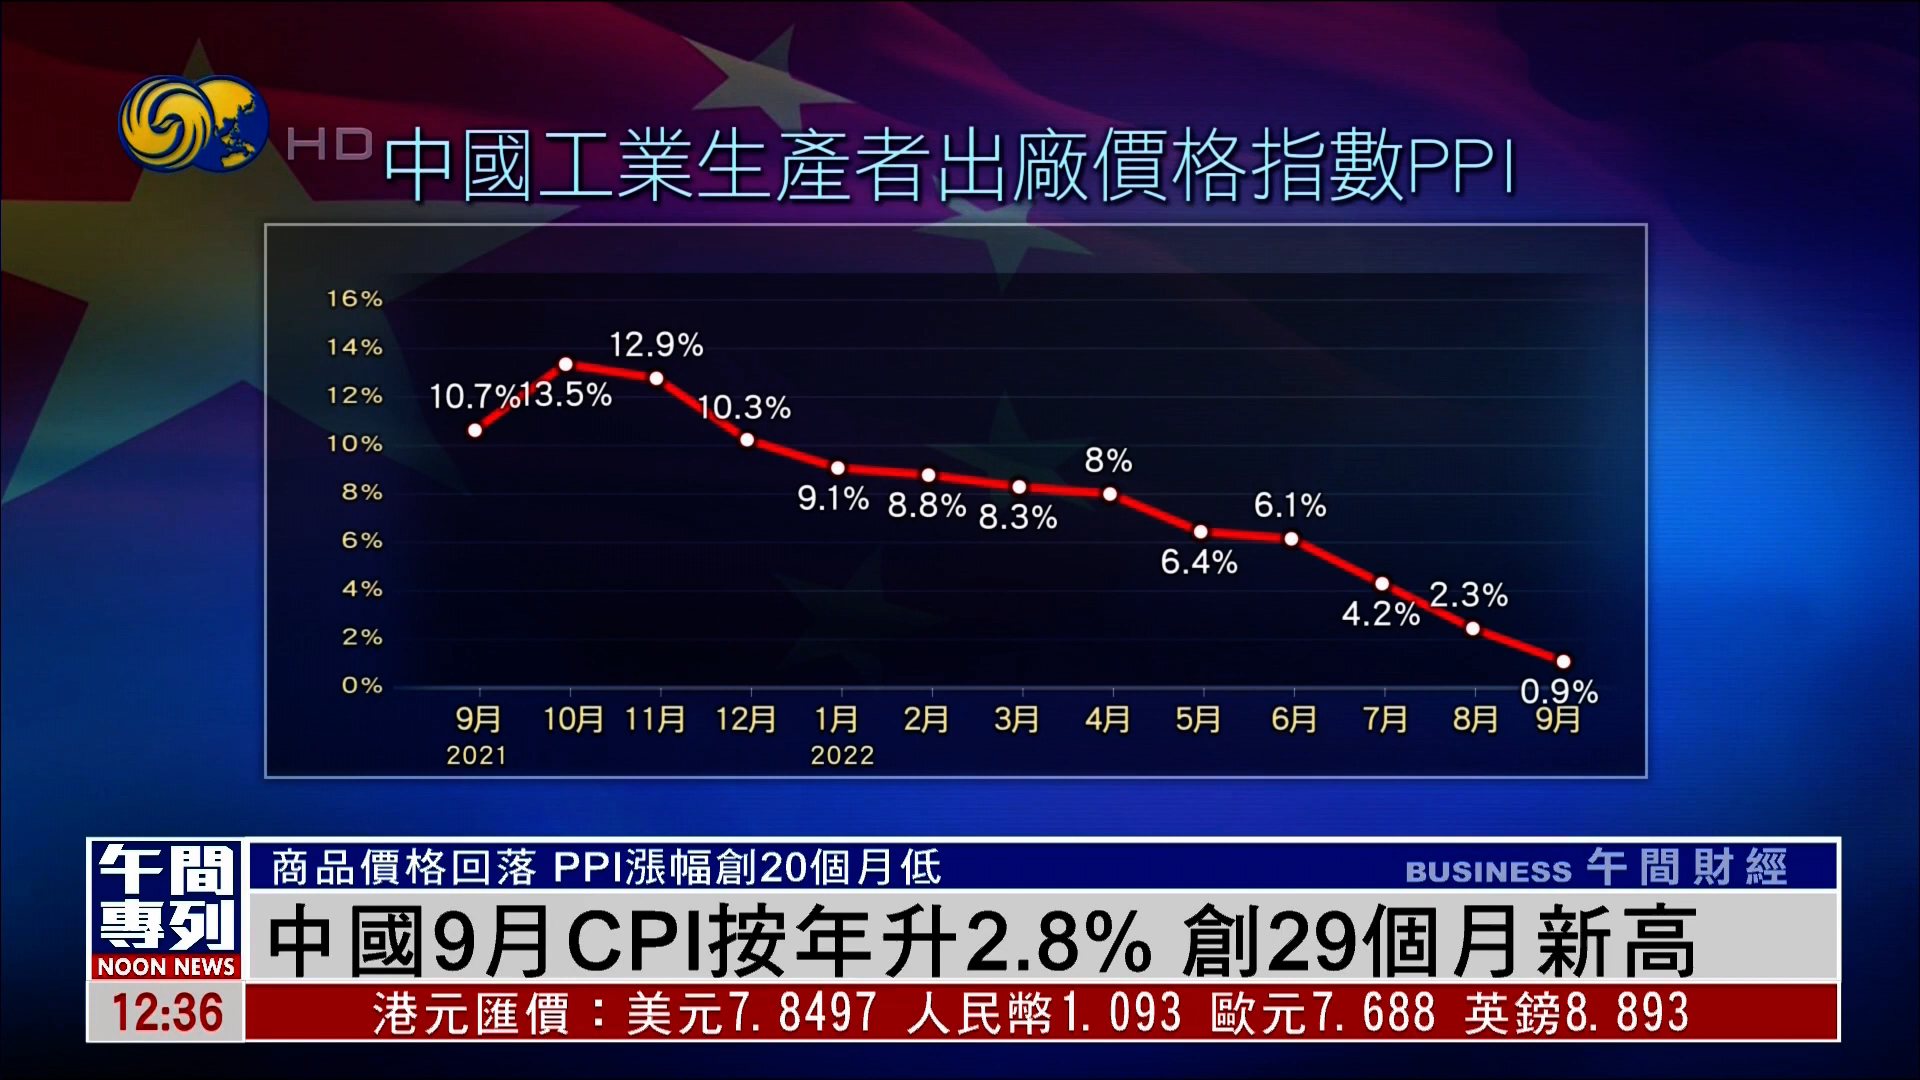 HD
中國工業生產者出廠價格指數PPI
16%
14%
12%
10%
8%
6%
4%
2%
0%
10.7%
13.5%
12.9%
10.3%
9.1%
8.8%
8.3%
8%
6.4%
6.1%
4.2%
2.3%
0.9%
9月 10月 11月 12月 1月 2月 3月 4月 5月 6月 7月 8月 9月
2021 2022
午間專列
NOON NEWS
商品價格回落 PPI漲幅創20個月低
BUSINESS 午間財經
中國9月CPI按年升2.8% 創29個月新高
12:36
港元匯價：美元7.8497 人民幣1.093 歐元7.688 英鎊8.893